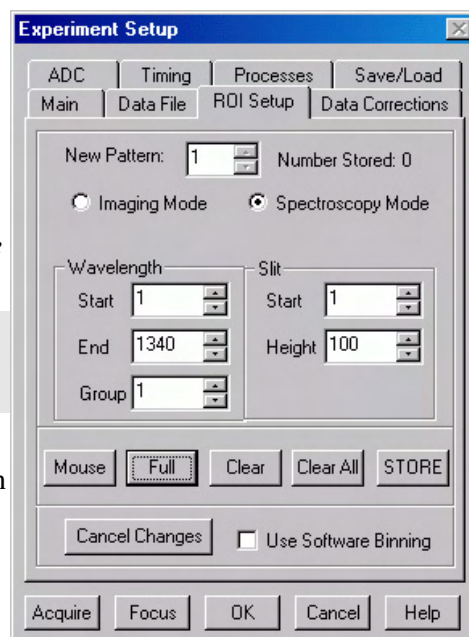 Experiment Setup
ADC Timing Processes Save/Load
Main Data File ROI Setup Data Corrections
New Pattern: 1 Number Stored: 0
Imaging Mode Spectroscopy Mode
Wavelength Slit
Start 1 Start 1
End 1340 Height 100
Group 1
Mouse Full Clear Clear All STORE
Cancel Changes Use Software Binning
Acquire Focus OK Cancel Help